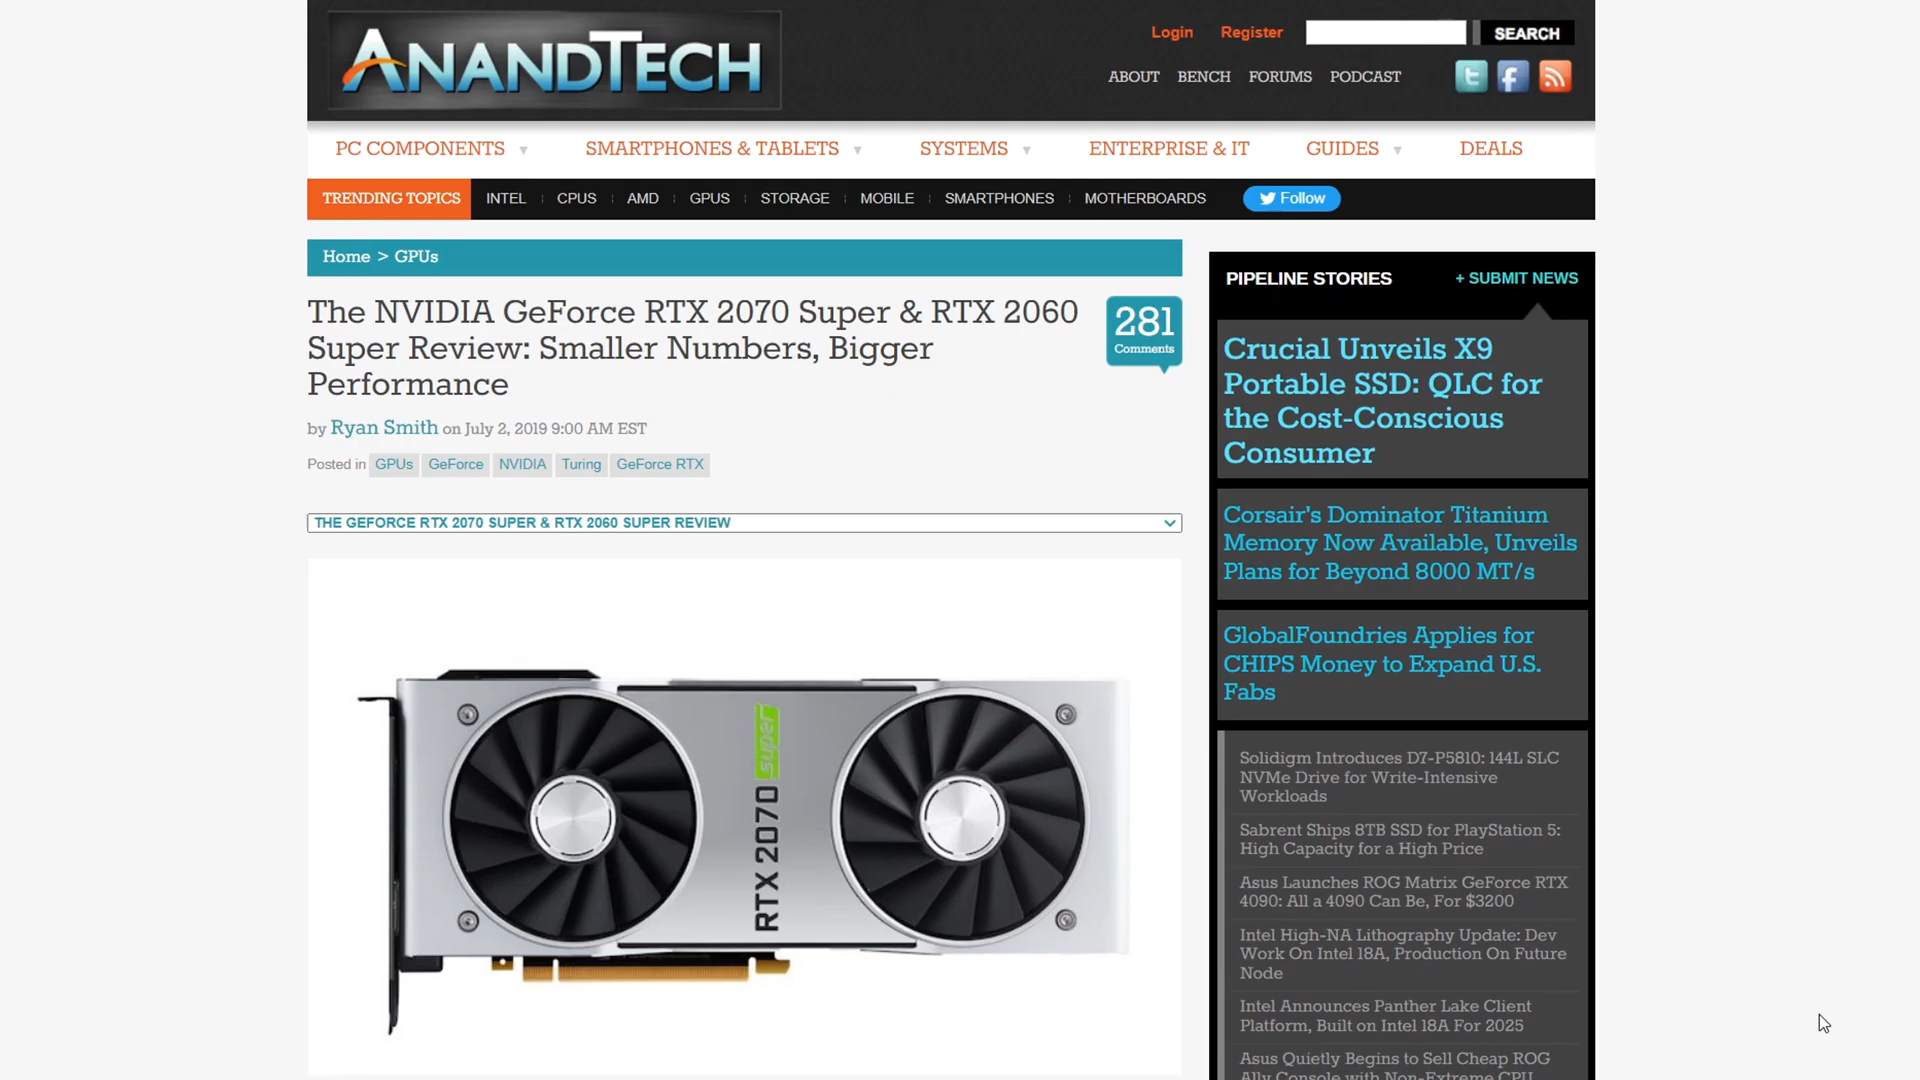 ANANDTECH
Login Register SEARCH
ABOUT BENCH FORUMS PODCAST
PC COMPONENTS SMARTPHONES & TABLETS SYSTEMS ENTERPRISE & IT GUIDES DEALS
TRENDING TOPICS INTEL CPUS AMD GPUS STORAGE MOBILE SMARTPHONES MOTHERBOARDS Follow
Home > GPUs
The NVIDIA GeForce RTX 2070 Super & RTX 2060
Super Review: Smaller Numbers, Bigger
Performance
281
Comments
by Ryan Smith on July 2, 2019 9:00 AM EST
Posted in GPUs GeForce NVIDIA Turing GeForce RTX
THE GEFORCE RTX 2070 SUPER & RTX 2060 SUPER REVIEW
RTX 2070 super
PIPELINE STORIES + SUBMIT NEWS
Crucial Unveils X9
Portable SSD: QLC for
the Cost-Conscious
Consumer
Corsair's Dominator Titanium
Memory Now Available, Unveils
Plans for Beyond 8000 MT/s
GlobalFoundries Applies for
CHIPS Money to Expand U.S.
Fabs
Solidigm Introduces D7-P5810: 144L SLC
NVMe Drive for Write-Intensive
Workloads
Sabrent Ships 8TB SSD for PlayStation 5:
High Capacity for a High Price
Asus Launches ROG Matrix GeForce RTX
4090: All a 4090 Can Be, For $3200
Intel High-NA Lithography Update: Dev
Work On Intel 18A, Production On Future
Node
Intel Announces Panther Lake Client
Platform, Built on Intel 18A For 2025
Asus Quietly Begins to Sell Cheap ROG
Ally Console with Non-Extreme CPU